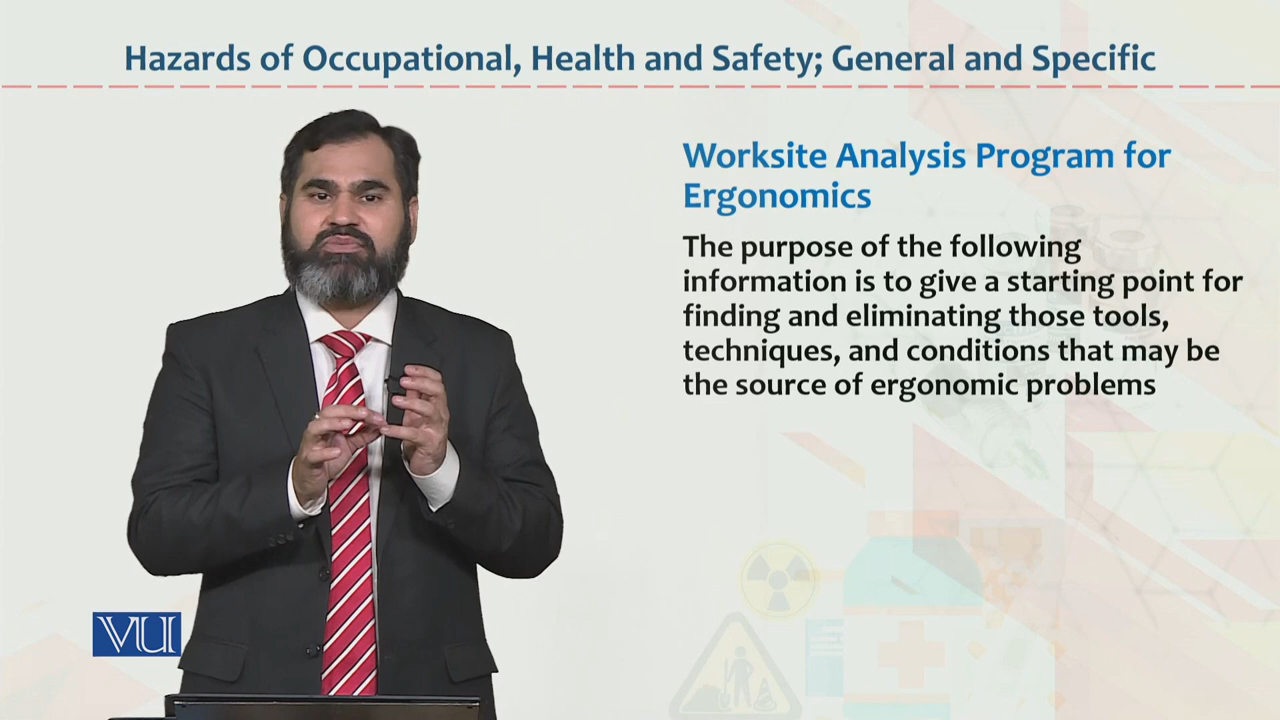 Hazards of Occupational, Health and Safety; General and Specific
Worksite Analysis Program for
Ergonomics
The purpose of the following
information is to give a starting point for
finding and eliminating those tools,
techniques, and conditions that may be
the source of ergonomic problems
VU